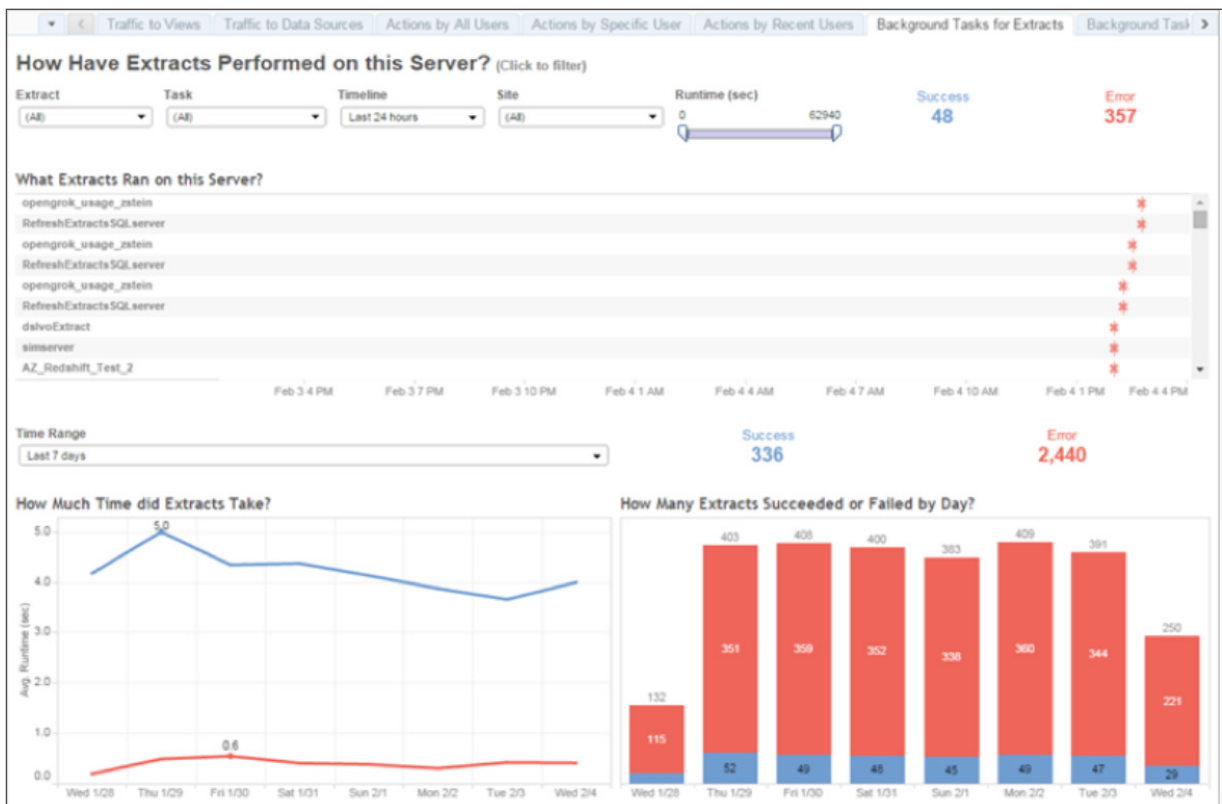 Traffic to Views Traffic to Data Sources Actions by All Users Actions by Specific User Actions by Recent Users Background Tasks for Extracts Background Task
How Have Extracts Performed on this Server? (Click to filter)
Extract Task Timeline Site Runtime (sec) Success Error
(All) (All) Last 24 hours (All) 0 62940 48 357
What Extracts Ran on this Server?
opengrok_usage_zstein
RefreshExtractsSQLserver
opengrok_usage_zstein
RefreshExtractsSQLserver
opengrok_usage_zstein
RefreshExtractsSQLserver
dslvoExtract
simserver
AZ_Redshift_Test_2
Feb 3 4 PM Feb 3 7 PM Feb 3 10 PM Feb 4 1 AM Feb 4 4 AM Feb 4 7 AM Feb 4 10 AM Feb 4 1 PM Feb 4 4 PM
Time Range Success Error
Last 7 days 336 2,440
How Much Time did Extracts Take?
5.0
5.0
4.0
3.0
2.0
1.0
0.6
0.0
Avg. Runtime (sec)
Wed 1/28 Thu 1/29 Fri 1/30 Sat 1/31 Sun 2/1 Mon 2/2 Tue 2/3 Wed 2/4
How Many Extracts Succeeded or Failed by Day?
132 403 408 400 383 409 391 250
115 351 359 352 338 360 344 221
52 49 48 45 49 47 29
Wed 1/28 Thu 1/29 Fri 1/30 Sat 1/31 Sun 2/1 Mon 2/2 Tue 2/3 Wed 2/4